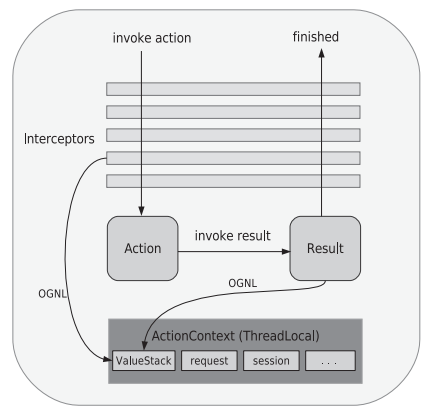 invoke action
finished
Interceptors
invoke result
Action
Result
OGNL
OGNL
ActionContext (ThreadLocal)
ValueStack
request
session
. . .